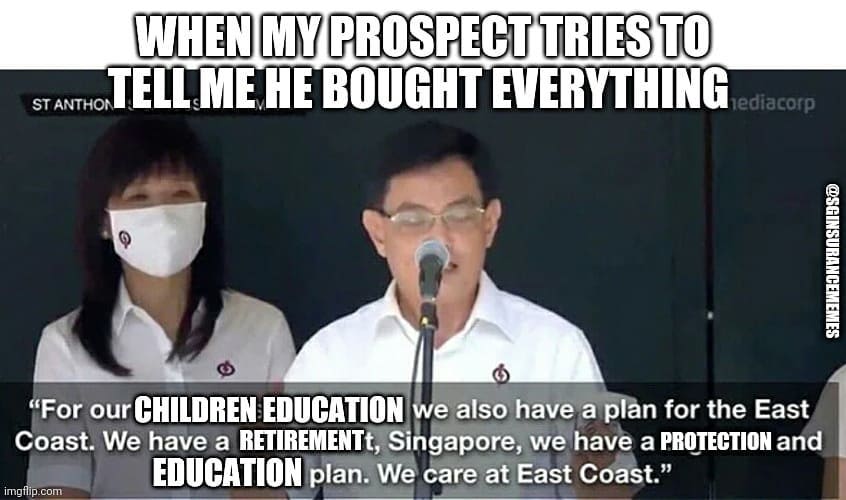 WHEN MY PROSPECT TRIES TO
TELL ME HE BOUGHT EVERYTHING
ST ANTHON
mediacorp
@SGINSURANCEMEMES
“For our CHILDREN EDUCATION we also have a plan for the East
Coast. We have a RETIREMENT t, Singapore, we have a PROTECTION and
EDUCATION plan. We care at East Coast.”
imgflip.com